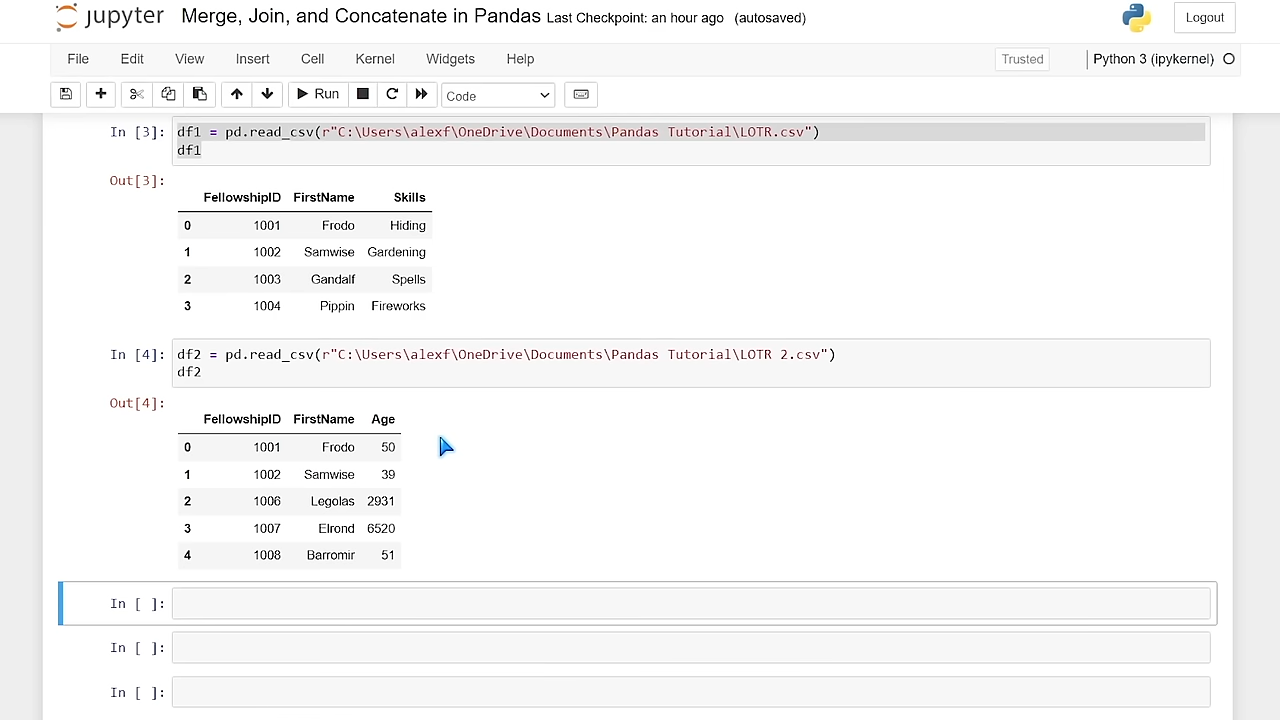 jupyter Merge, Join, and Concatenate in Pandas Last Checkpoint: an hour ago (autosaved) Logout
File Edit View Insert Cell Kernel Widgets Help Trusted Python 3 (ipykernel)
Run Code
In [3]: df1 = pd.read_csv(r"C:\Users\alexf\OneDrive\Documents\Pandas Tutorial\LOTR.csv")
df1
Out[3]:
FellowshipID FirstName Skills
0 1001 Frodo Hiding
1 1002 Samwise Gardening
2 1003 Gandalf Spells
3 1004 Pippin Fireworks
In [4]: df2 = pd.read_csv(r"C:\Users\alexf\OneDrive\Documents\Pandas Tutorial\LOTR 2.csv")
df2
Out[4]:
FellowshipID FirstName Age
0 1001 Frodo 50
1 1002 Samwise 39
2 1006 Legolas 2931
3 1007 Elrond 6520
4 1008 Barromir 51
In [ ]:
In [ ]:
In [ ]: